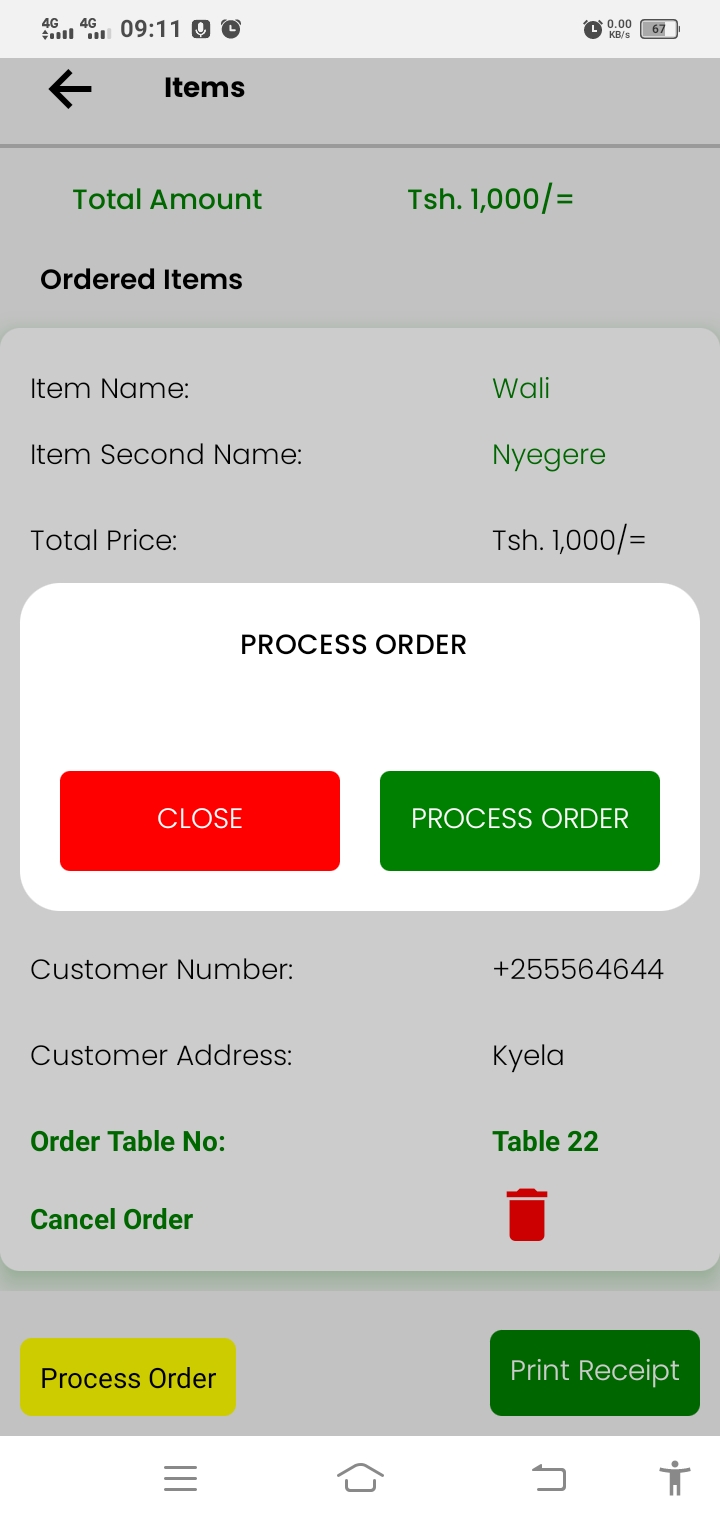 4G 4G 09:11 0.00 KB/s 67
Items
Total Amount Tsh. 1,000/=
Ordered Items
Item Name: Wali
Item Second Name: Nyegere
Total Price: Tsh. 1,000/=
PROCESS ORDER
CLOSE PROCESS ORDER
Customer Number: +255564644
Customer Address: Kyela
Order Table No: Table 22
Cancel Order
Process Order Print Receipt